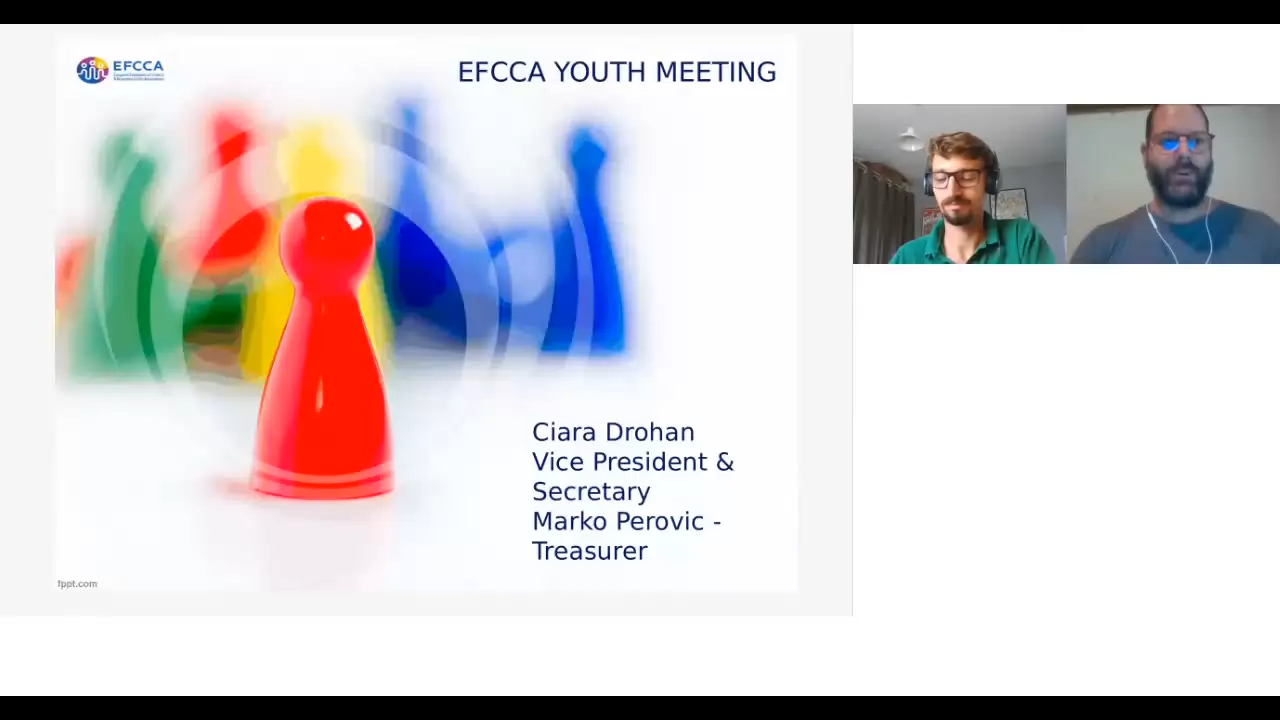 EFCCA
EFCCA YOUTH MEETING
Ciara Drohan
Vice President &
Secretary
Marko Perovic -
Treasurer
fppt.com